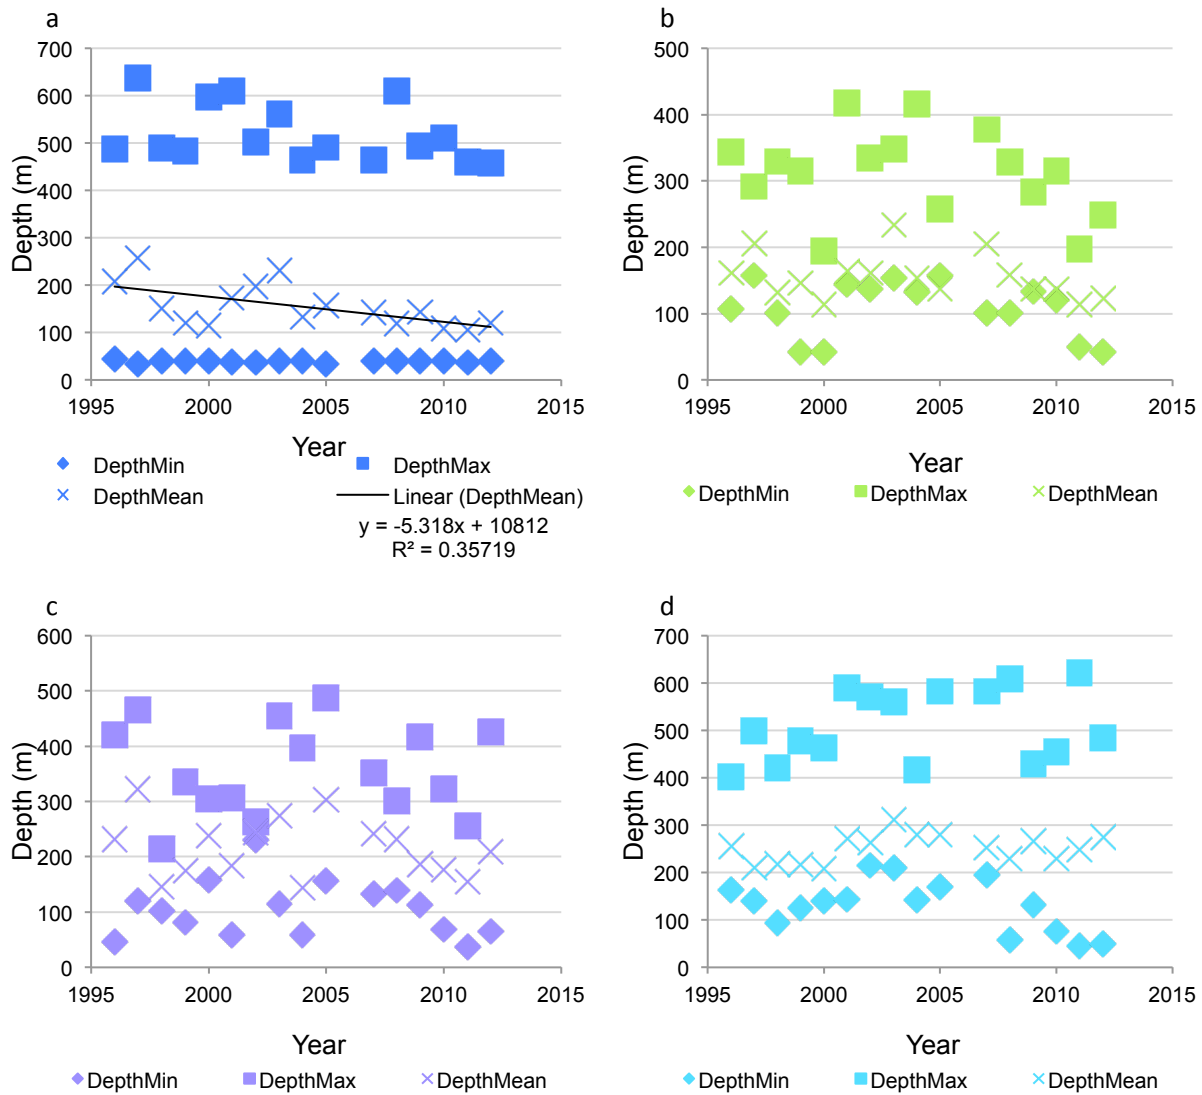 a
700
600
500
400
300
200
100
0
Depth (m)
1995 2000 2005 2010 2015
Year
DepthMin DepthMax
DepthMean Linear (DepthMean)
y = -5.318x + 10812
R² = 0.35719
b
500
400
300
200
100
0
Depth (m)
1995 2000 2005 2010 2015
Year
DepthMin DepthMax DepthMean
c
600
500
400
300
200
100
0
Depth (m)
1995 2000 2005 2010 2015
Year
DepthMin DepthMax DepthMean
d
700
600
500
400
300
200
100
0
Depth (m)
1995 2000 2005 2010 2015
Year
DepthMin DepthMax DepthMean